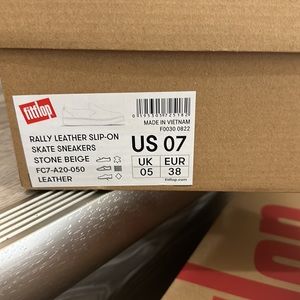 fitflop
MADE IN VIETNAM
F0030 0822
RALLY LEATHER SLIP-ON
SKATE SNEAKERS
STONE BEIGE
FC7-A20-050
LEATHER
US 07
UK
05
EUR
38
fitflop.com